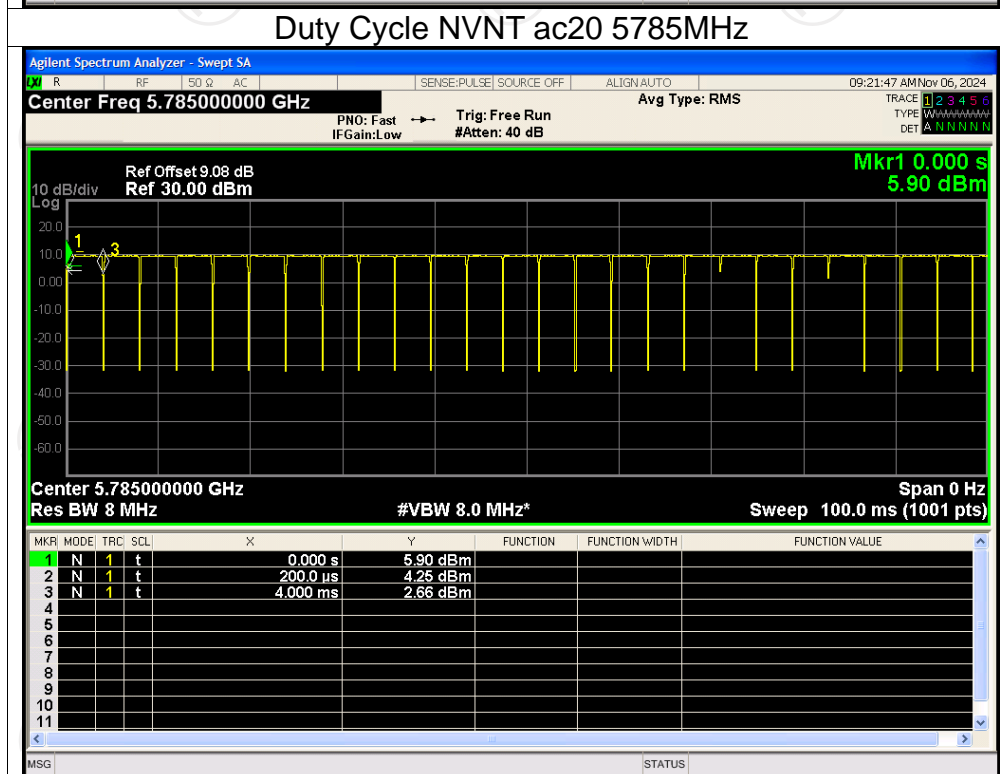 Duty Cycle NVNT ac20 5785MHz
Agilent Spectrum Analyzer - Swept SA
LXI R RF 50 Ω AC SENSE:PULSE SOURCE OFF ALIGN AUTO 09:21:47 AM Nov 06, 2024
Center Freq 5.785000000 GHz Avg Type: RMS TRACE 1 2 3 4 5 6
PNO: Fast Trig: Free Run TYPE W
IFGain:Low #Atten: 40 dB DET A N N N N N
Mkr1 0.000 s
Ref Offset 9.08 dB
10 dB/div Ref 30.00 dBm 5.90 dBm
Log
20.0
1
3
10.0
0.00
-10.0
-20.0
-30.0
-40.0
-50.0
-60.0
Center 5.785000000 GHz Span 0 Hz
Res BW 8 MHz #VBW 8.0 MHz* Sweep 100.0 ms (1001 pts)
MKR MODE TRC SCL X Y FUNCTION FUNCTION WIDTH FUNCTION VALUE
1 N 1 t 0.000 s 5.90 dBm
2 N 1 t 200.0 µs 4.25 dBm
3 N 1 t 4.000 ms 2.66 dBm
4
5
6
7
8
9
10
11
MSG STATUS